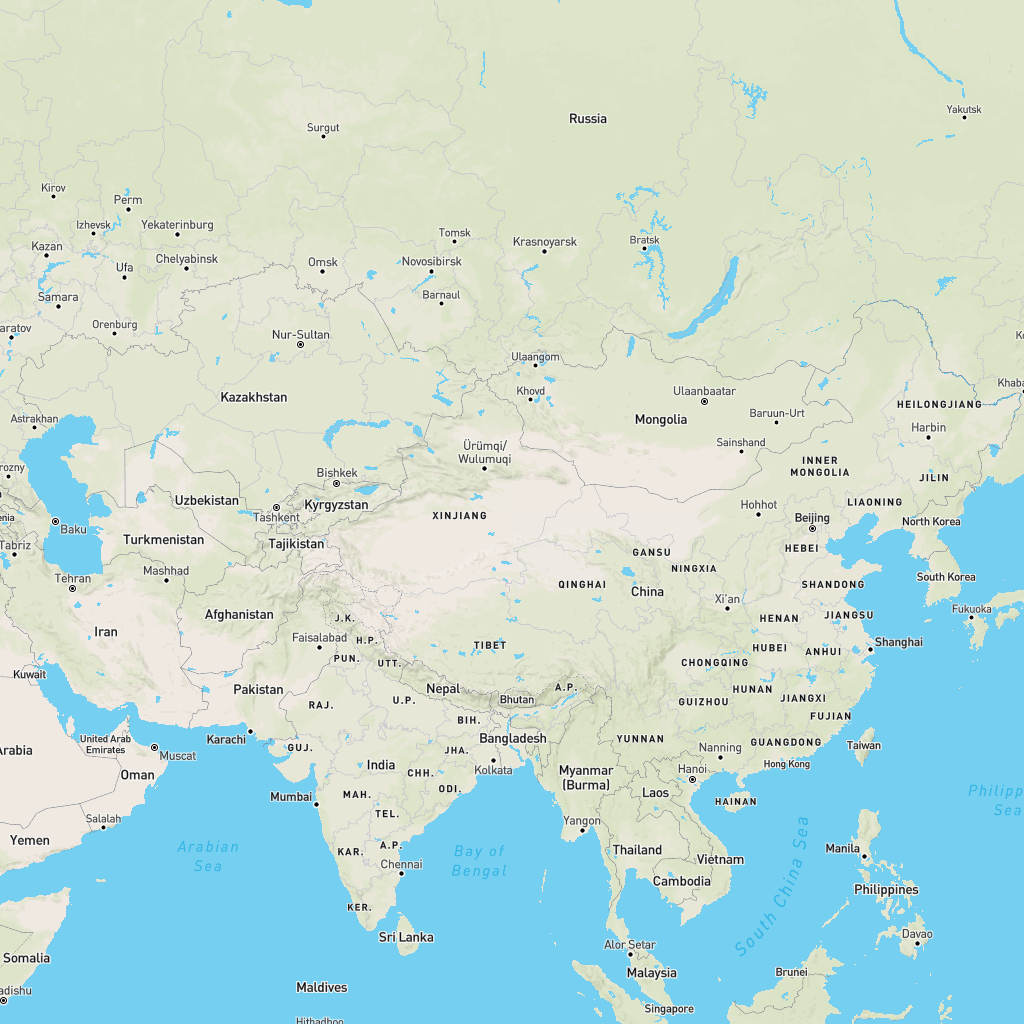 Yakutsk
Russia
Surgut
Kirov
Perm
Izhevsk
Yekaterinburg
Tomsk
Krasnoyarsk
Bratsk
Kazan
Ufa
Chelyabinsk
Omsk
Novosibirsk
Samara
Barnaul
aratov
Orenburg
Nur-Sultan
Ulaangom
Khovd
Ulaanbaatar
Khaba
Kazakhstan
Mongolia
Baruun-Urt
HEILONGJIANG
Astrakhan
Harbin
Sainshand
Ürümqi/
Wulumuqi
INNER
MONGOLIA
rozny
Bishkek
JILIN
Uzbekistan
Kyrgyzstan
Hohhot
LIAONING
enia
Baku
Tashkent
XINJIANG
Beijing
North Korea
Tabriz
Turkmenistan
Tajikistan
GANSU
HEBEI
Tehran
Mashhad
QINGHAI
NINGXIA
China
SHANDONG
South Korea
Xi'an
Fukuoka
Afghanistan
J.K.
HENAN
JIANGSU
Iran
Faisalabad
H.P.
TIBET
HUBEI
ANHUI
Shanghai
PUN.
UTT.
CHONGQING
Kuwait
Pakistan
Nepal
A.P.
HUNAN
JIANGXI
RAJ.
U.P.
Bhutan
GUIZHOU
FUJIAN
BIH.
Arabia
United Arab
Emirates
Karachi
Bangladesh
YUNNAN
GUANGDONG
Taiwan
Muscat
GUJ.
JHA.
Nanning
Hong Kong
Oman
India
CHH.
Kolkata
Myanmar
(Burma)
Hanoi
ODI.
Laos
Mumbai
MAH.
HAINAN
Philipp
Sea
TEL.
Salalah
Yangon
Yemen
Arabian
Sea
KAR.
A.P.
Bay of
Bengal
Thailand
Manila
Chennai
Vietnam
South China Sea
Cambodia
Philippines
KER.
Sri Lanka
Davao
Alor Setar
Somalia
Malaysia
Brunei
Maldives
adishu
Singapore
Hithadhoo